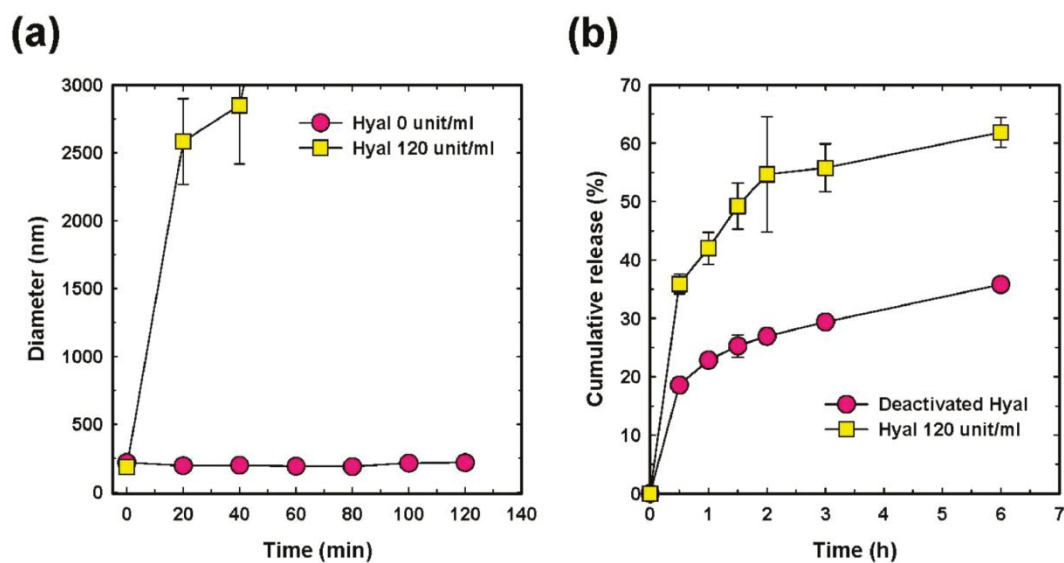 (a)
(b)
3000
2500
2000
1500
1000
500
0
Diameter (nm)
0 20 40 60 80 100 120 140
Time (min)
Hyal 0 unit/ml
Hyal 120 unit/ml
70
60
50
40
30
20
10
0
Cumulative release (%)
0 1 2 3 4 5 6 7
Time (h)
Deactivated Hyal
Hyal 120 unit/ml